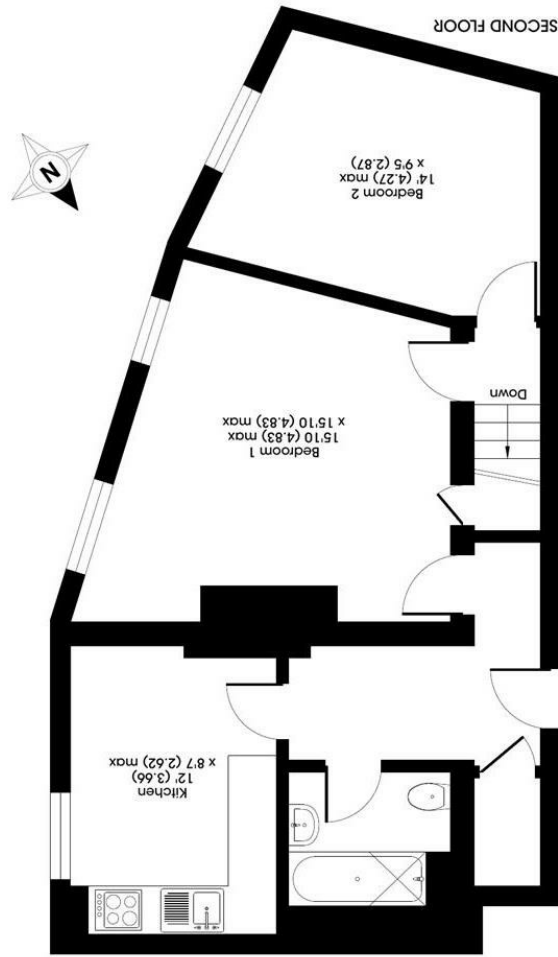 Kitchen
12' (3.66)
x 8'7 (2.62) max
Bedroom 1
15'10 (4.83) max
x 15'10 (4.83) max
Down
Bedroom 2
14' (4.27) max
x 9'5 (2.87)
N
SECOND FLOOR